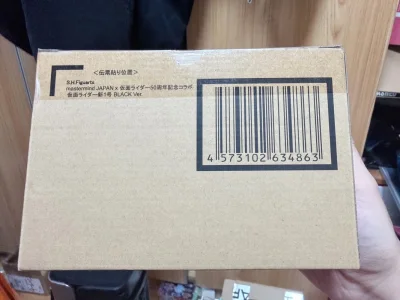 <伝票貼り位置>
S.H.Figuarts
mastermind JAPAN x 仮面ライダー50周年記念コラボ
仮面ライダー新1号 BLACK Ver.
4 573102 634863